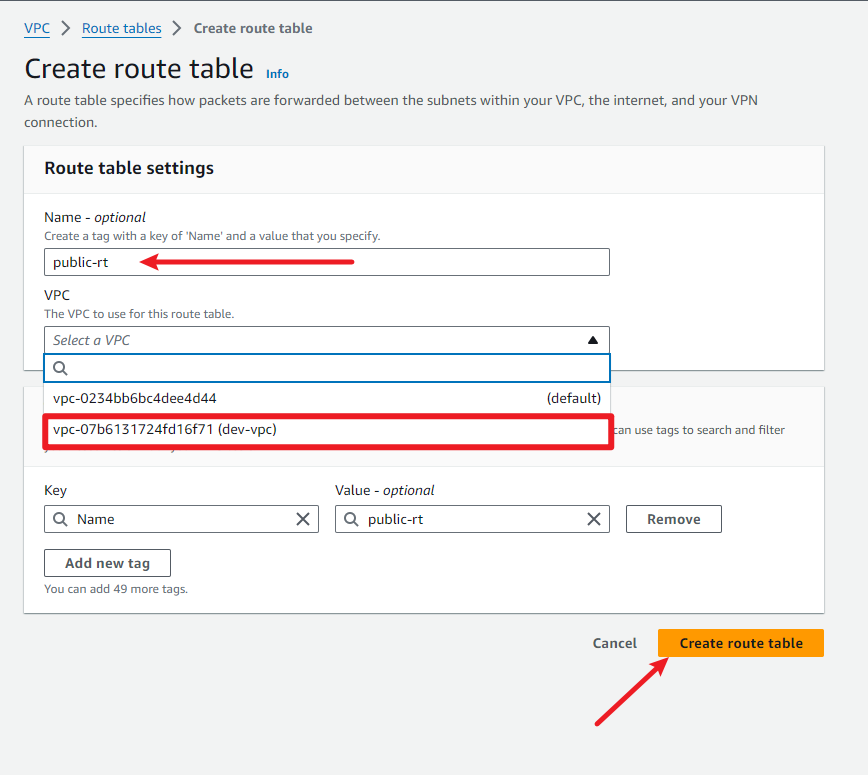 VPC > Route tables > Create route table
Create route table Info
A route table specifies how packets are forwarded between the subnets within your VPC, the internet, and your VPN
connection.
Route table settings
Name - optional
Create a tag with a key of 'Name' and a value that you specify.
public-rt
VPC
The VPC to use for this route table.
Select a VPC
vpc-0234bb6bc4dee4d44 (default)
vpc-07b6131724fd16f71 (dev-vpc)
can use tags to search and filter
Key Value - optional
Name public-rt Remove
Add new tag
You can add 49 more tags.
Cancel Create route table